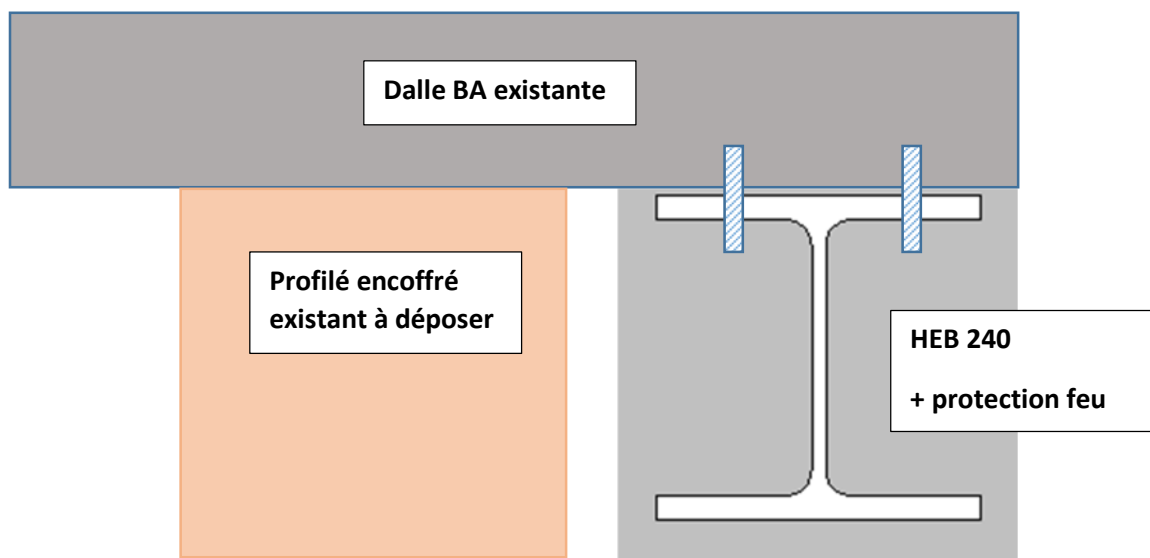 Dalle BA existante
Profilé encoffré
existant à déposer
HEB 240
+ protection feu